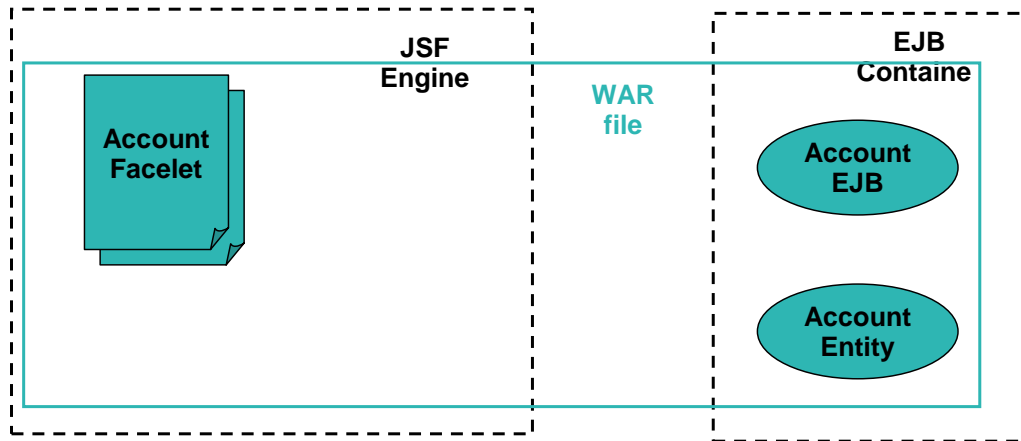 JSF
Engine
EJB
Containe
WAR
file
Account
Facelet
Account
EJB
Account
Entity